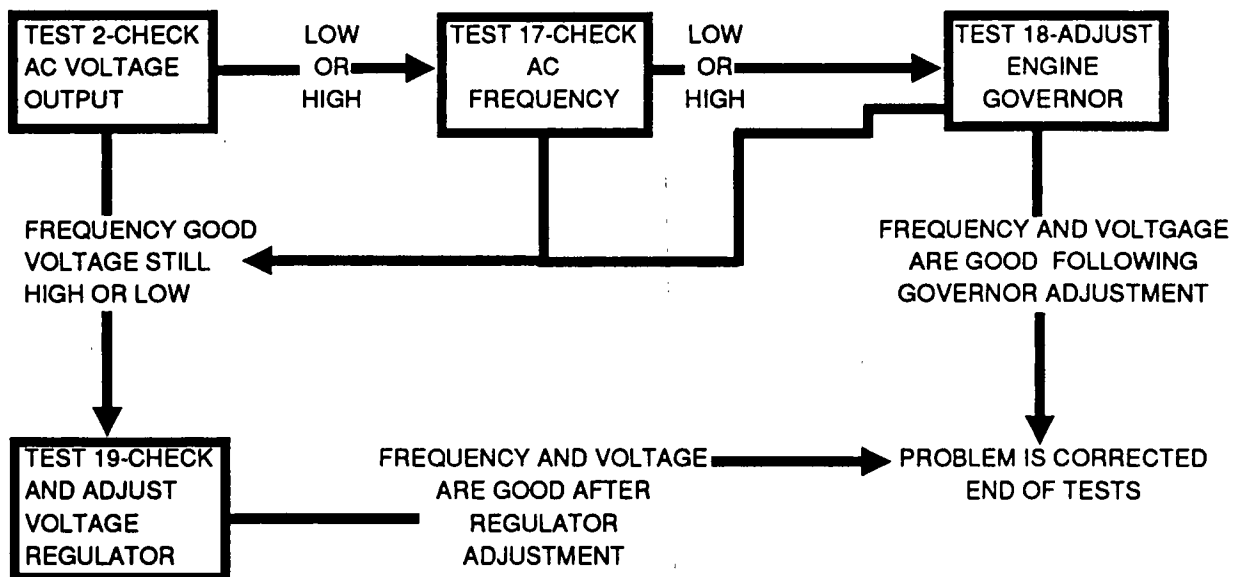 TEST 2-CHECK
AC VOLTAGE
OUTPUT
LOW
OR
HIGH
TEST 17-CHECK
AC
FREQUENCY
LOW
OR
HIGH
TEST 18-ADJUST
ENGINE
GOVERNOR
FREQUENCY GOOD
VOLTAGE STILL
HIGH OR LOW
FREQUENCY AND VOLTGAGE
ARE GOOD FOLLOWING
GOVERNOR ADJUSTMENT
TEST 19-CHECK
AND ADJUST
VOLTAGE
REGULATOR
FREQUENCY AND VOLTAGE
ARE GOOD AFTER
REGULATOR
ADJUSTMENT
PROBLEM IS CORRECTED
END OF TESTS